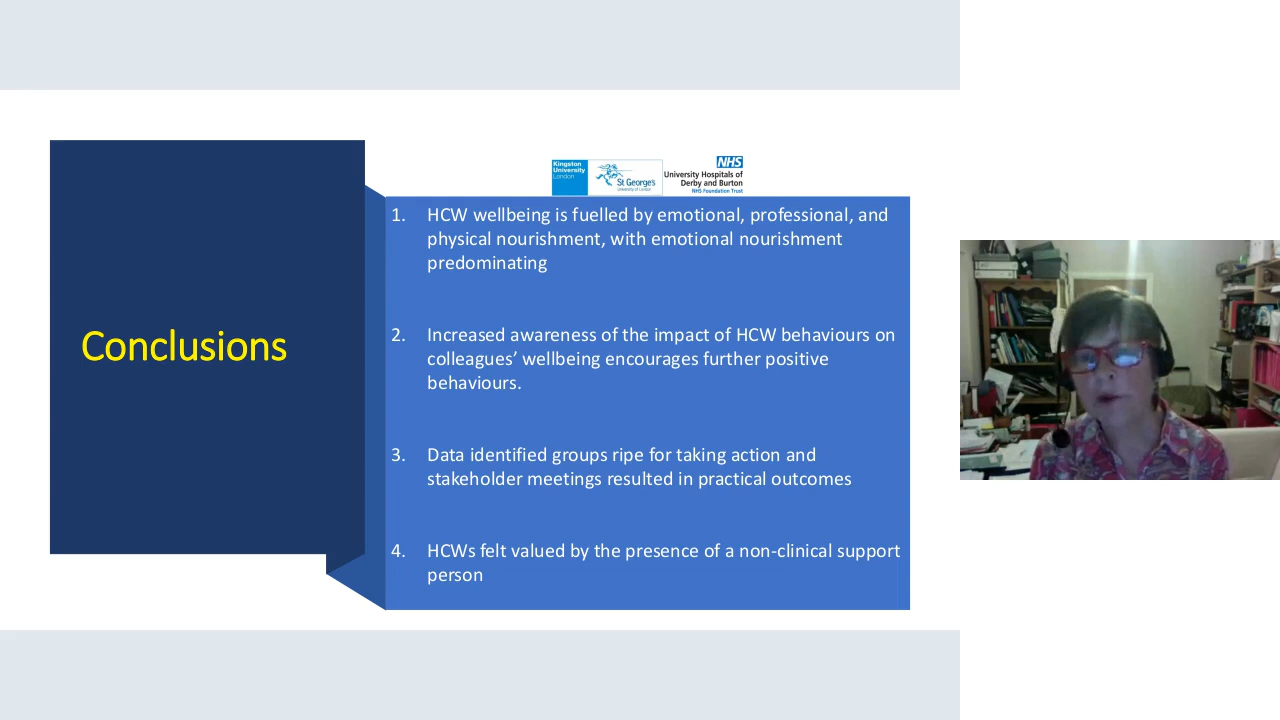 Kingston
University
London
St George's
University of London
NHS
University Hospitals of
Derby and Burton
NHS Foundation Trust
Conclusions
1. HCW wellbeing is fuelled by emotional, professional, and
physical nourishment, with emotional nourishment
predominating
2. Increased awareness of the impact of HCW behaviours on
colleagues’ wellbeing encourages further positive
behaviours.
3. Data identified groups ripe for taking action and
stakeholder meetings resulted in practical outcomes
4. HCWs felt valued by the presence of a non-clinical support
person